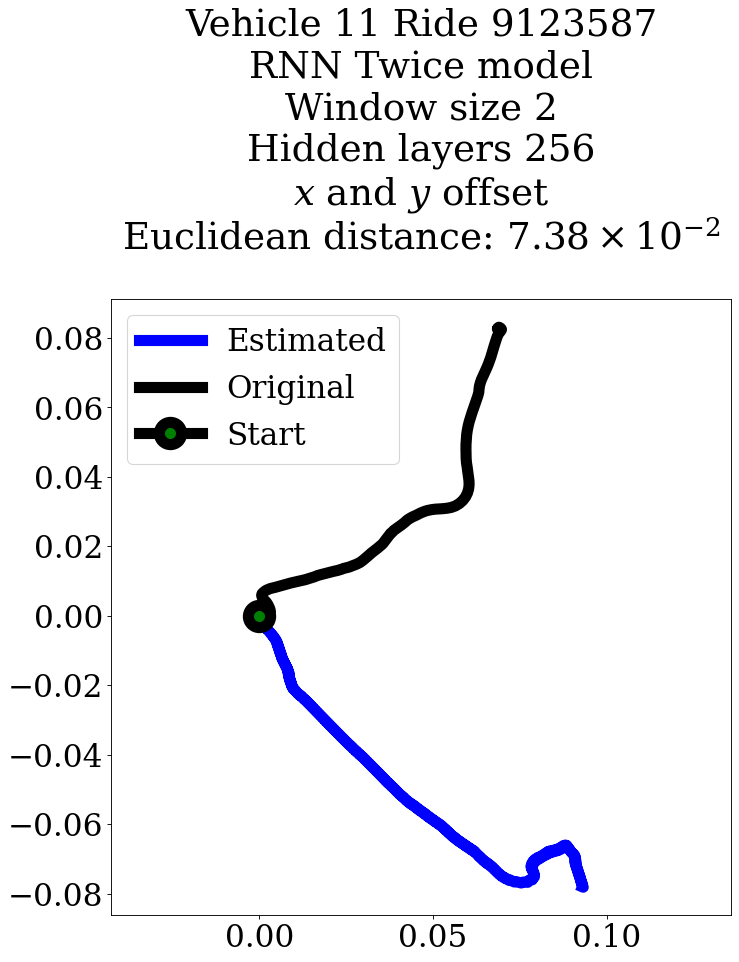 Vehicle 11 Ride 9123587
RNN Twice model
Window size 2
Hidden layers 256
x and y offset
Euclidean distance: 7.38 × 10⁻²
Estimated
Original
Start
0.08
0.06
0.04
0.02
0.00
−0.02
−0.04
−0.06
−0.08
0.00 0.05 0.10